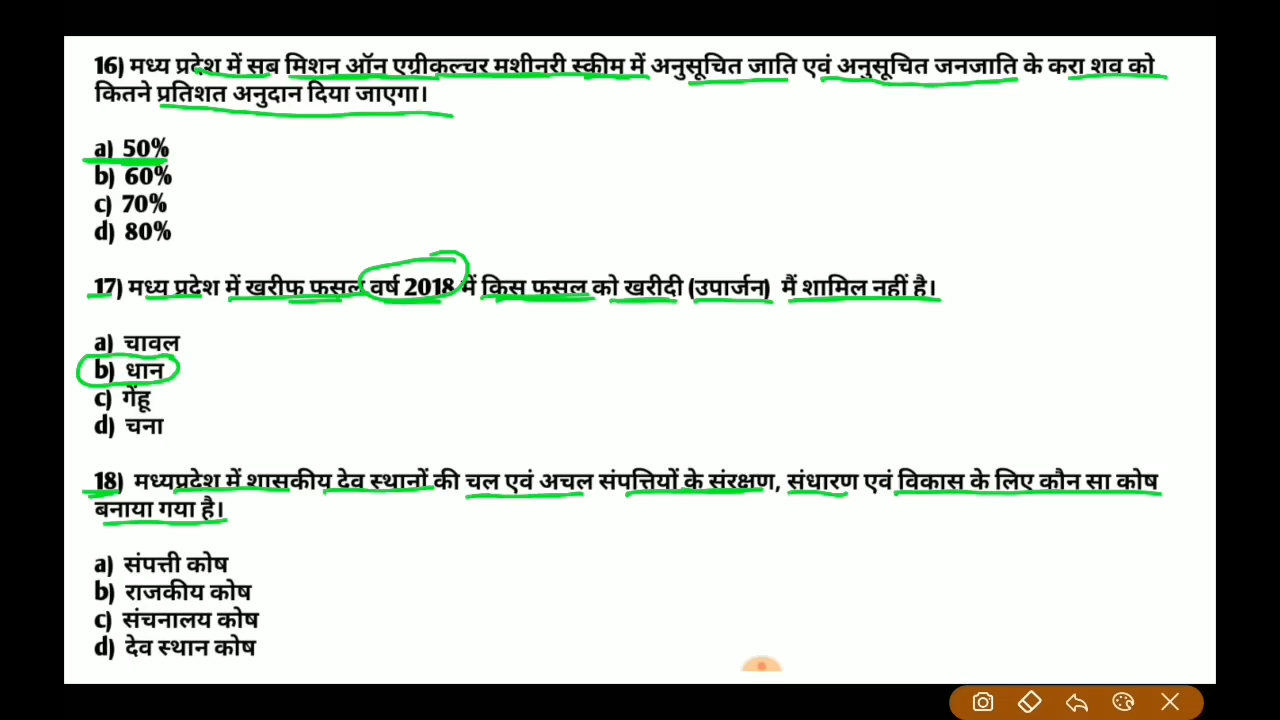 16) मध्य प्रदेश में सब मिशन ऑन एग्रीकल्चर मशीनरी स्कीम में अनुसूचित जाति एवं अनुसूचित जनजाति के करा शव को
कितने प्रतिशत अनुदान दिया जाएगा।
a) 50%
b) 60%
c) 70%
d) 80%
17) मध्य प्रदेश में खरीफ फसल वर्ष 2018 में किस फसल को खरीदी (उपार्जन) मैं शामिल नहीं है।
a) चावल
b) धान
c) गेंहू
d) चना
18) मध्यप्रदेश में शासकीय देव स्थानों की चल एवं अचल संपत्तियों के संरक्षण, संधारण एवं विकास के लिए कौन सा कोष
बनाया गया है।
a) संपत्ती कोष
b) राजकीय कोष
c) संचनालय कोष
d) देव स्थान कोष